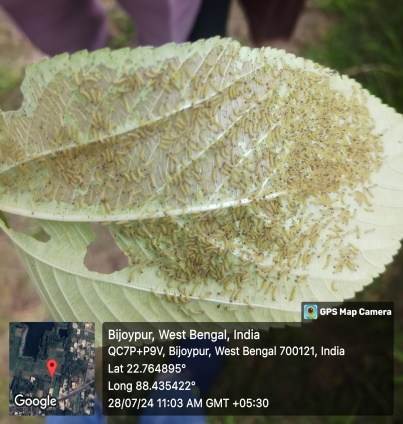 GPS Map Camera
Bijoypur, West Bengal, India
QC7P+P9V, Bijoypur, West Bengal 700121, India
Lat 22.764895°
Long 88.435422°
28/07/24 11:03 AM GMT +05:30
Google